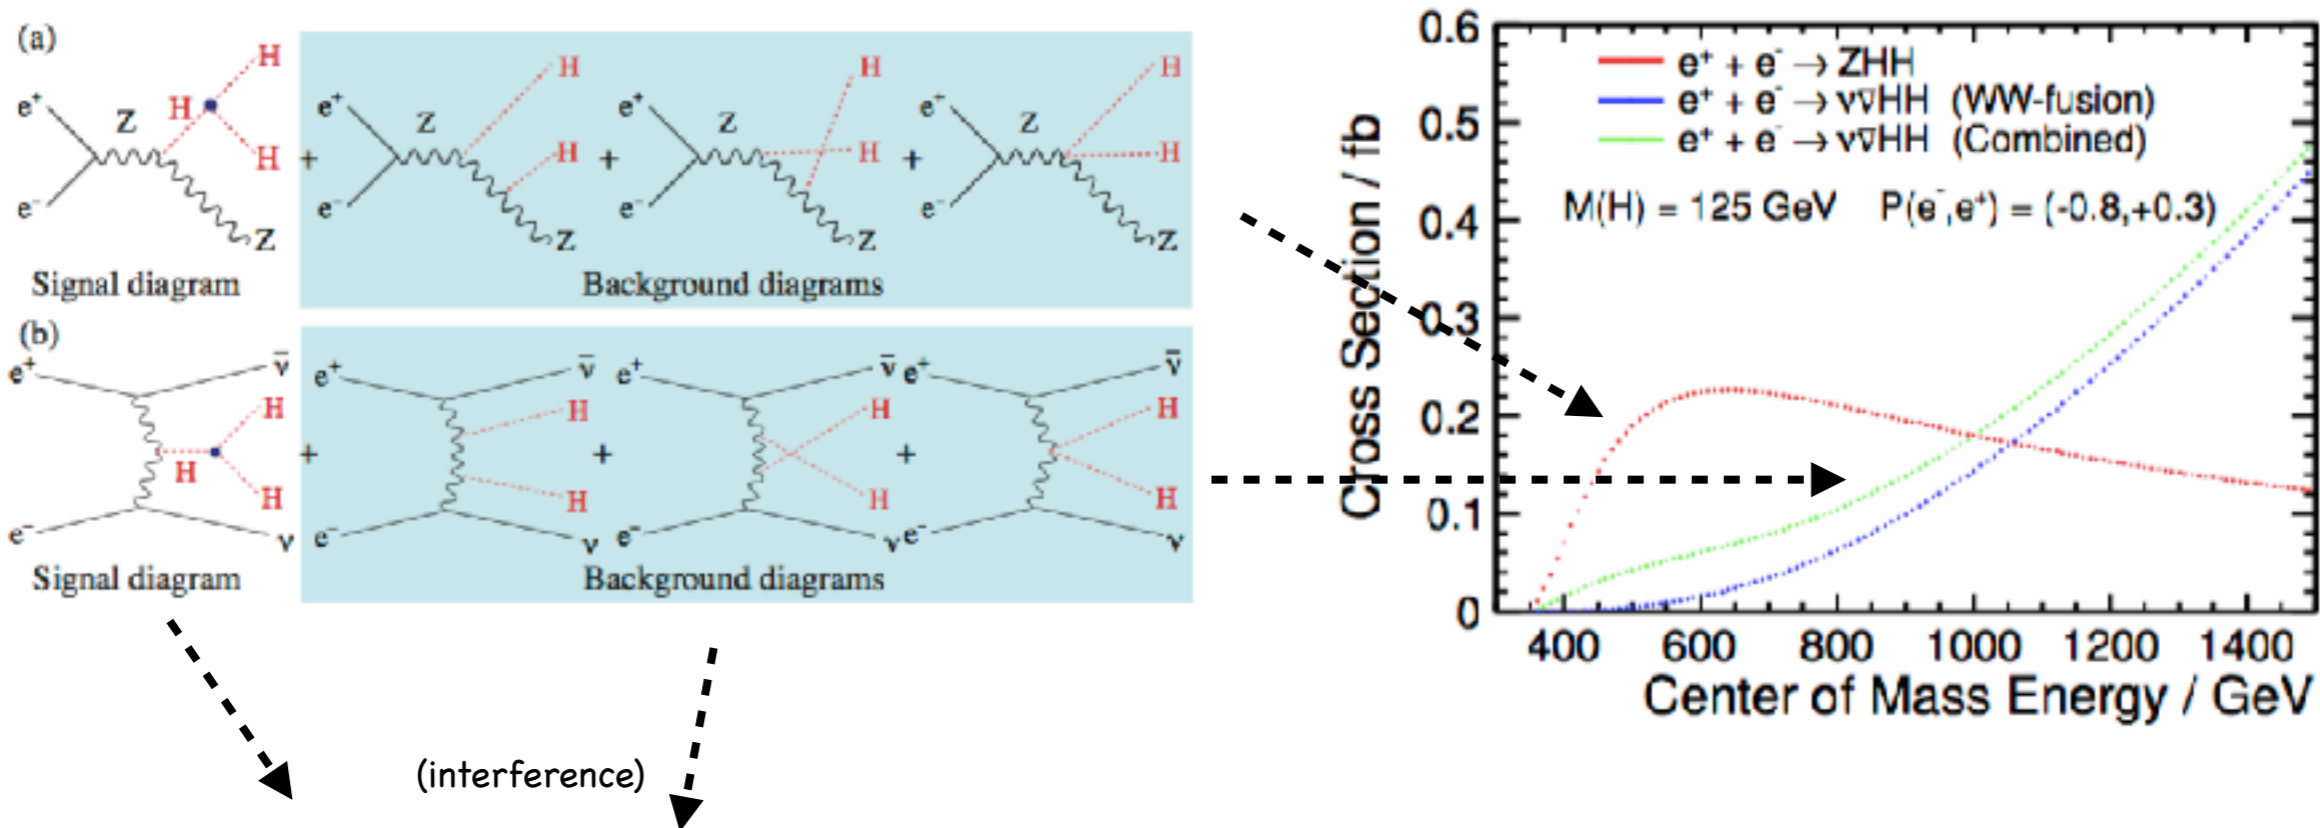 (a)
H
e⁺ Z H
H
e⁻
Z
+
H
e⁺ Z
H
e⁻
Z
+
H
e⁺ Z
H
e⁻
Z
+
H
e⁺ Z
H
e⁻
Z
Signal diagram
Background diagrams
(b)
e⁺ ν̄
H
H
H
e⁻ ν
+
e⁺ ν̄
H
H
e⁻ ν
+
e⁺ ν̄
H
H
e⁻ ν
+
e⁺ ν̄
H
H
e⁻ ν
Signal diagram
Background diagrams
(interference)
Cross Section / fb
0.6
0.5
0.4
0.3
0.2
0.1
0
e⁺ + e⁻ → ZHH
e⁺ + e⁻ → νν̄HH (WW-fusion)
e⁺ + e⁻ → νν̄HH (Combined)
M(H) = 125 GeV P(e⁻,e⁺) = (-0.8,+0.3)
400 600 800 1000 1200 1400
Center of Mass Energy / GeV